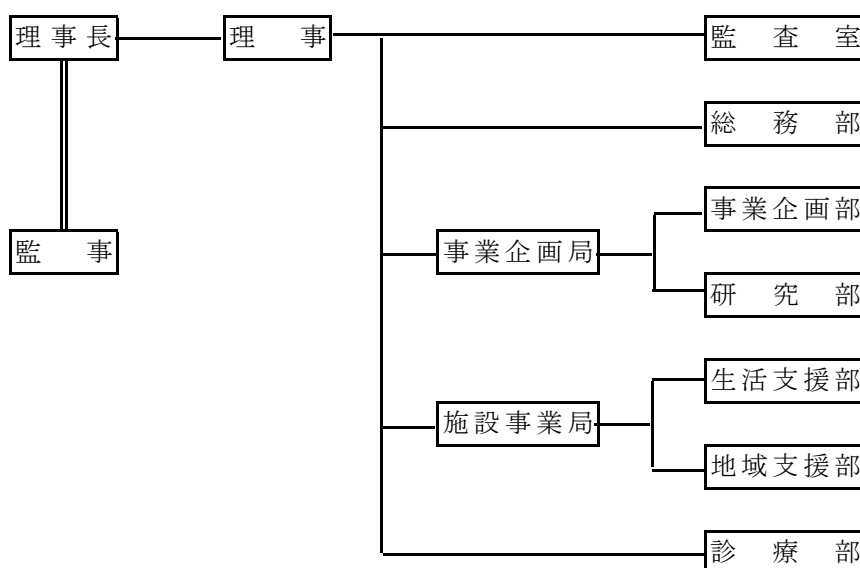 理事長
理事
監査室
総務部
事業企画部
監事
事業企画局
研究部
生活支援部
施設事業局
地域支援部
診療部